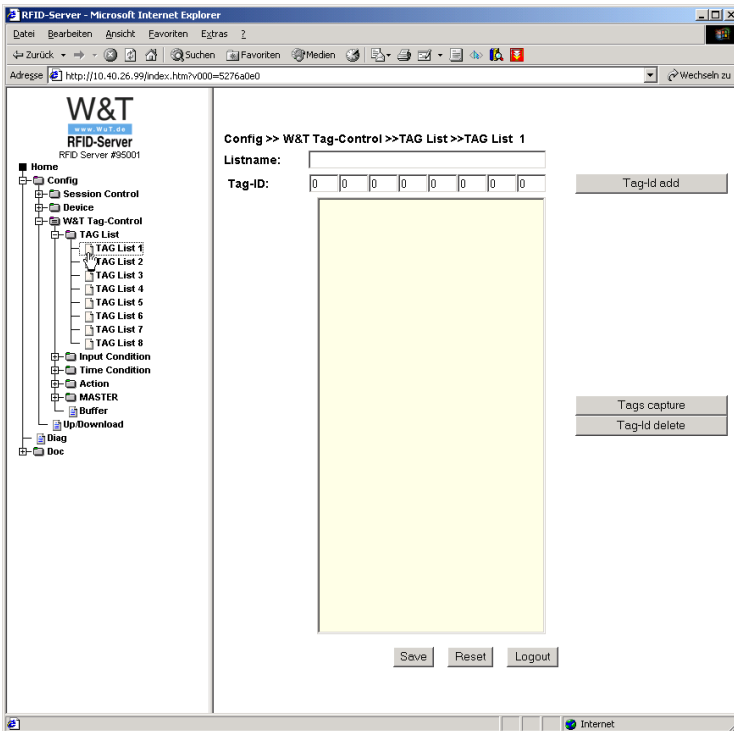 RFID-Server - Microsoft Internet Explorer
Datei Bearbeiten Ansicht Favoriten Extras ?
Zurück Suchen Favoriten Medien
Adresse http://10.40.26.99/index.htm?v000=5276a0e0 Wechseln zu
W&T
www.WuT.de
RFID-Server
RFID Server #95001
Home
Config
Session Control
Device
W&T Tag-Control
TAG List
TAG List 1
TAG List 2
TAG List 3
TAG List 4
TAG List 5
TAG List 6
TAG List 7
TAG List 8
Input Condition
Time Condition
Action
MASTER
Buffer
Up/Download
Diag
Doc
Config >> W&T Tag-Control >>TAG List >>TAG List 1
Listname:
Tag-ID: 0 0 0 0 0 0 0 0 Tag-Id add
Tags capture
Tag-Id delete
Save Reset Logout
Internet